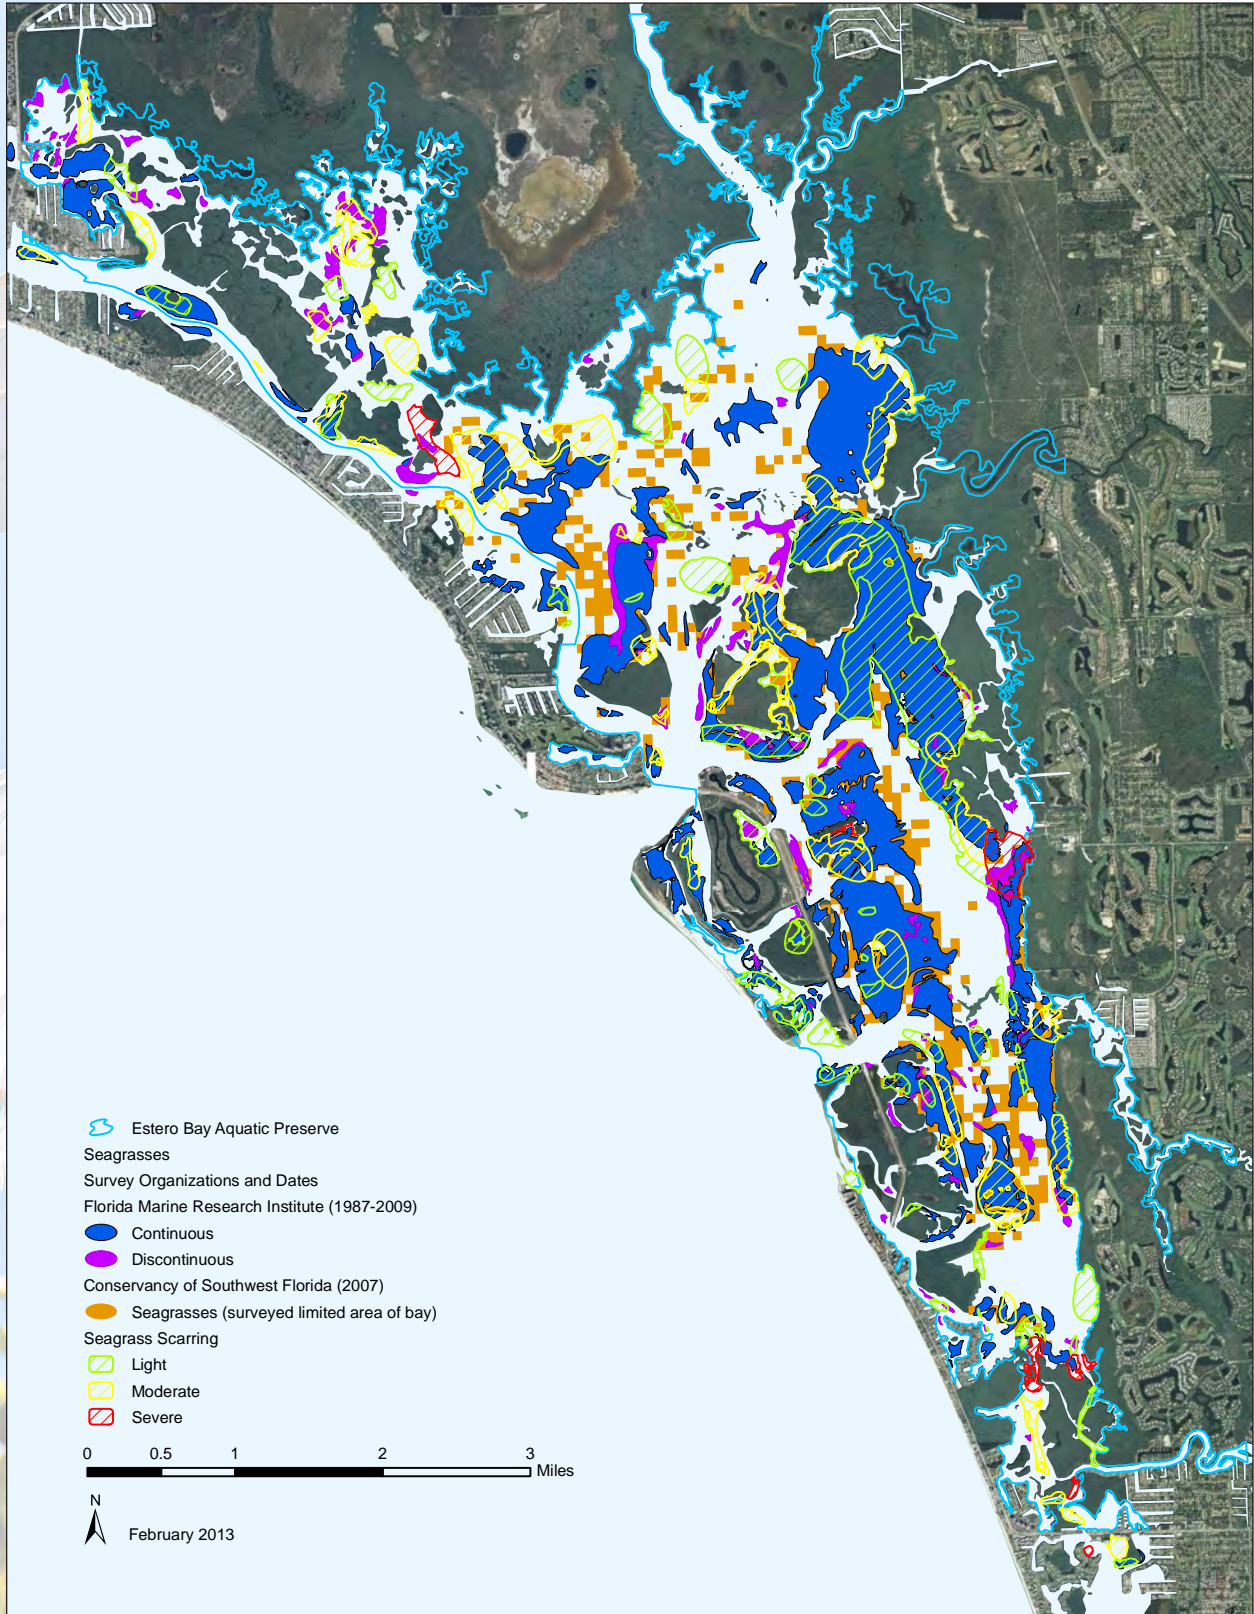 Estero Bay Aquatic Preserve
Seagrasses
Survey Organizations and Dates
Florida Marine Research Institute (1987-2009)
Continuous
Discontinuous
Conservancy of Southwest Florida (2007)
Seagrasses (surveyed limited area of bay)
Seagrass Scarring
Light
Moderate
Severe
0 0.5 1 2 3
Miles
N
February 2013